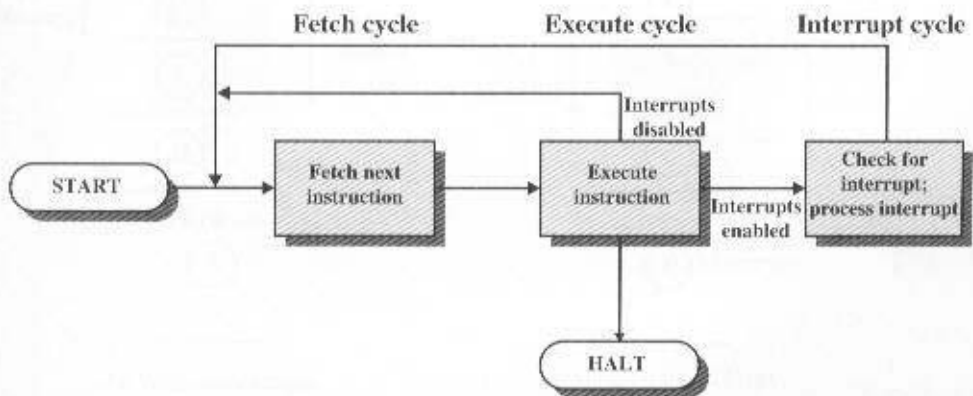 Fetch cycle
Execute cycle
Interrupt cycle
Interrupts
disabled
START
Fetch next
instruction
Execute
instruction
Interrupts
enabled
Check for
interrupt;
process interrupt
HALT